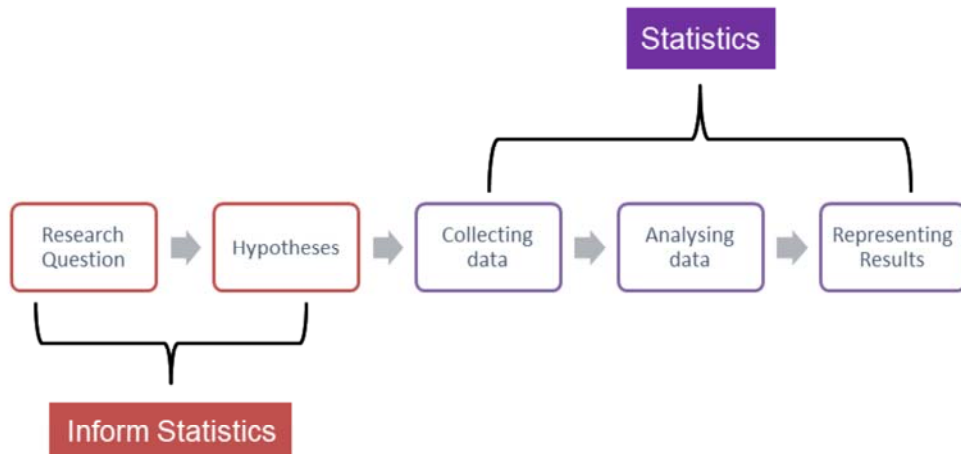 Statistics
Research
Question
Hypotheses
Collecting
data
Analysing
data
Representing
Results
Inform Statistics